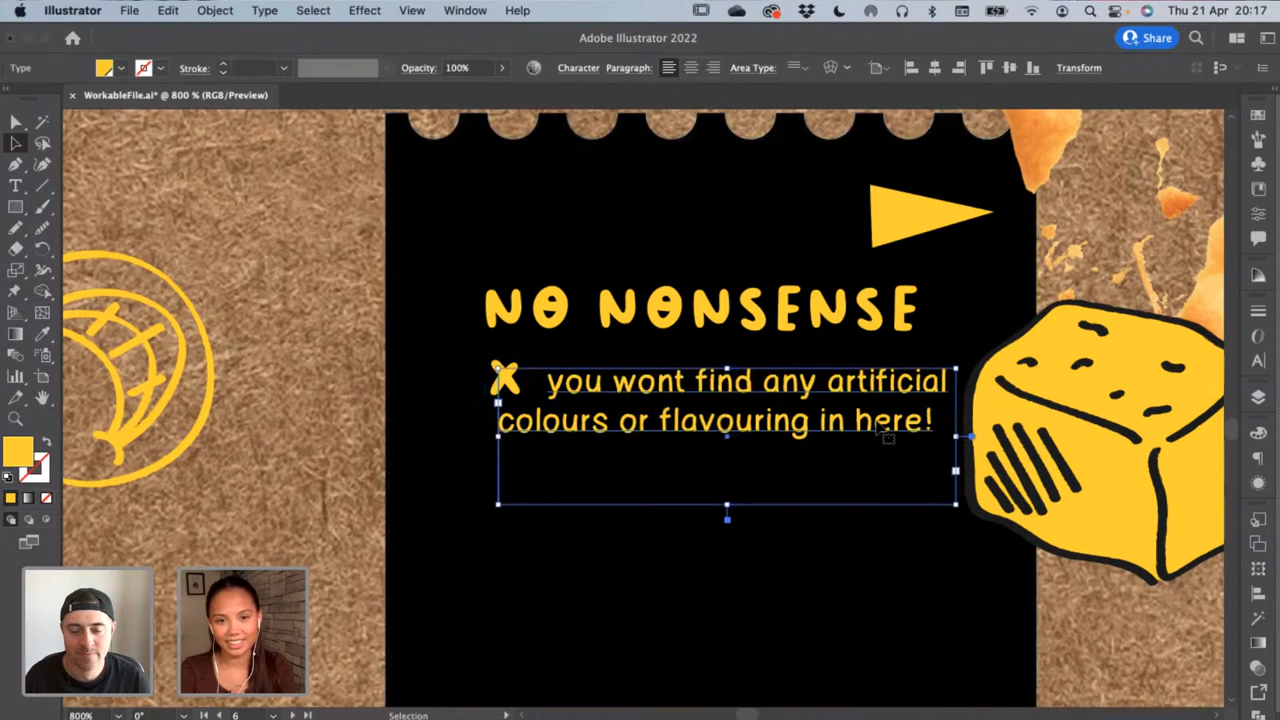 Illustrator File Edit Object Type Select Effect View Window Help Thu 21 Apr 20:17
Adobe Illustrator 2022 Share
Type Stroke: Opacity: 100% Character Paragraph: Area Type: Transform
× WorkableFile.ai* @ 800 % (RGB/Preview)
NO NONSENSE
X you wont find any artificial
colours or flavouring in here!
800% 0° 6 Selection